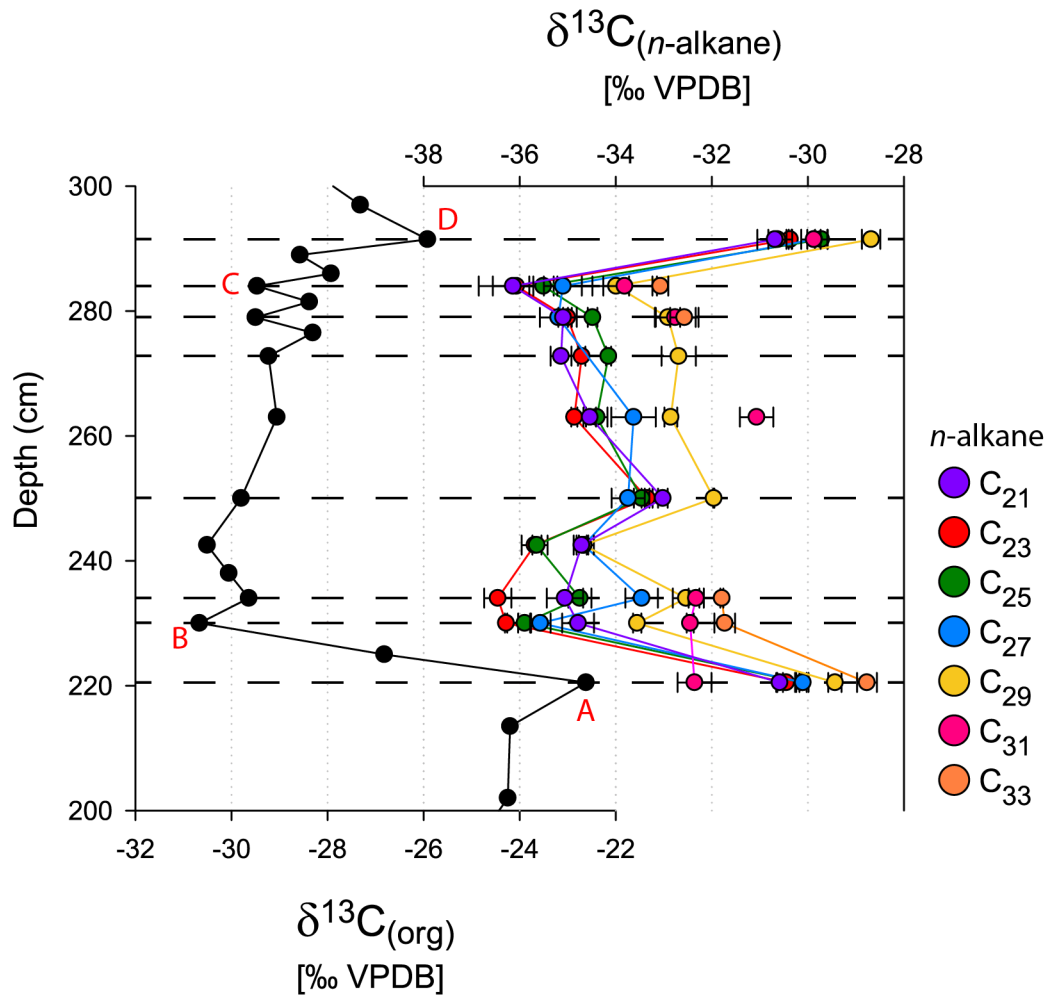 δ13C(n-alkane)
[‰ VPDB]
-38 -36 -34 -32 -30 -28
300
D
C
280
Depth (cm)
260
n-alkane
C21
C23
240
C25
B
C27
220
C29
A
C31
C33
200
-32 -30 -28 -26 -24 -22
δ13C(org)
[‰ VPDB]